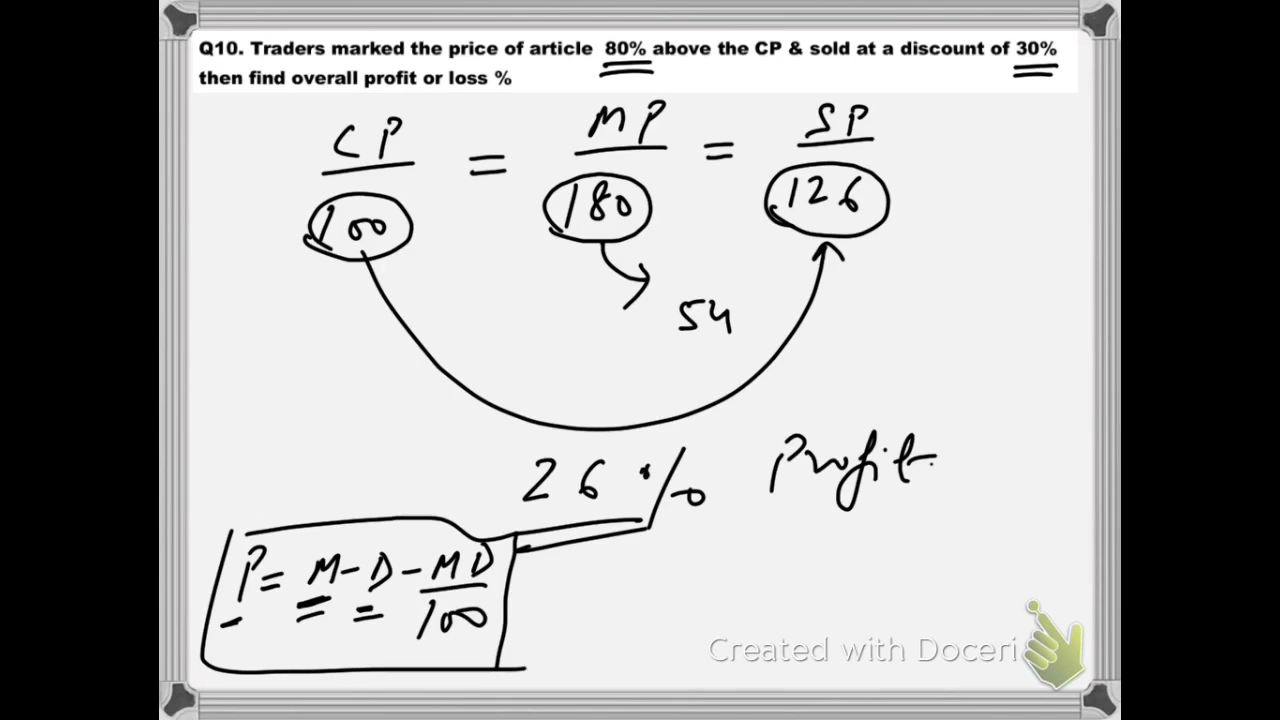 Q10. Traders marked the price of article 80% above the CP & sold at a discount of 30%
then find overall profit or loss %
CP = MP = SP
100 180 126
54
26 % Profit
P = M - D - MD/100
Created with Doceri